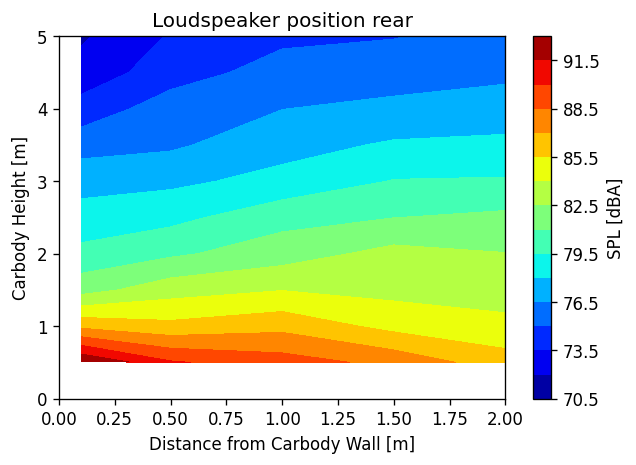 Loudspeaker position rear
5
4
3
2
1
0
Carbody Height [m]
0.00 0.25 0.50 0.75 1.00 1.25 1.50 1.75 2.00
Distance from Carbody Wall [m]
91.5
88.5
85.5
82.5
79.5
76.5
73.5
70.5
SPL [dBA]